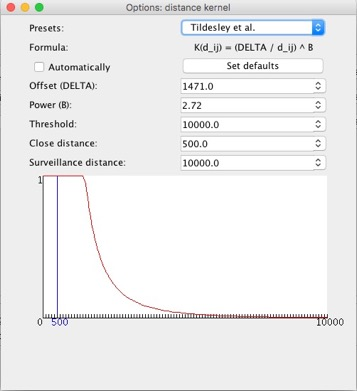 Options: distance kernel
Presets: Tildesley et al.
Formula: K(d_ij) = (DELTA / d_ij) ^ B
Automatically Set defaults
Offset (DELTA): 1471.0
Power (B): 2.72
Threshold: 10000.0
Close distance: 500.0
Surveillance distance: 10000.0
1
0 500 10000